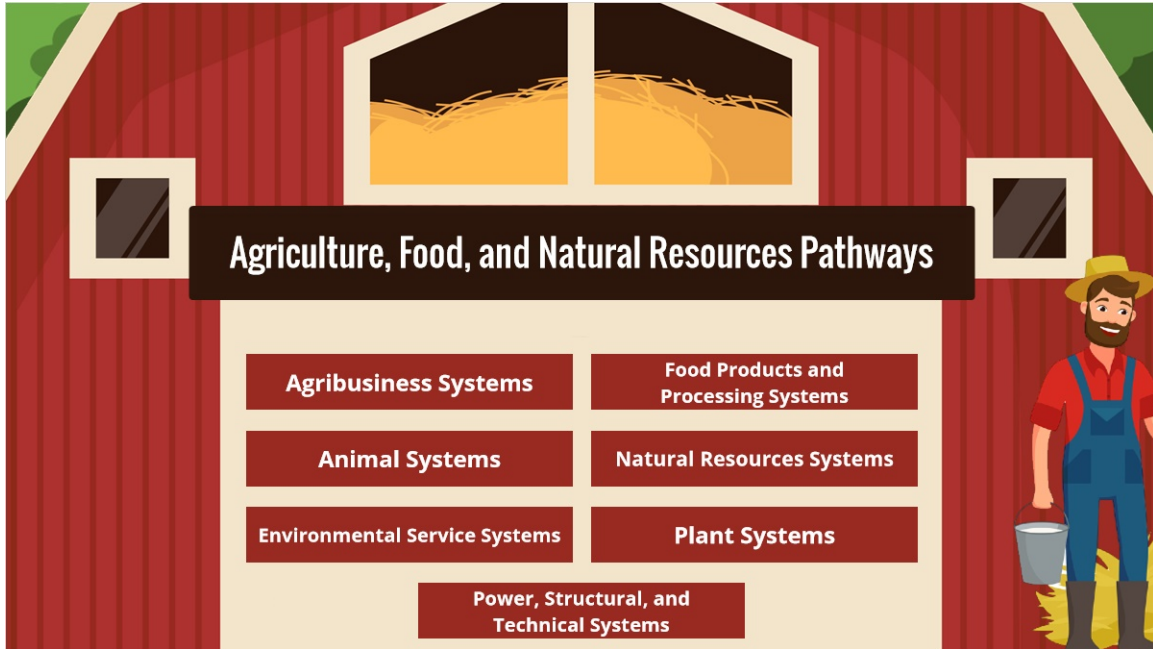 Agriculture, Food, and Natural Resources Pathways
Agribusiness Systems
Food Products and
Processing Systems
Animal Systems
Natural Resources Systems
Environmental Service Systems
Plant Systems
Power, Structural, and
Technical Systems